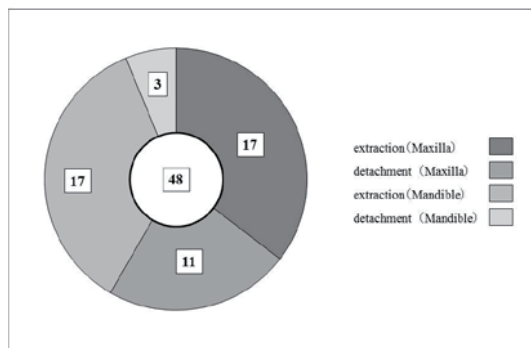 3
17
17
48
11
extraction(Maxilla)
detachment (Maxilla)
extraction(Mandible)
detachment (Mandible)